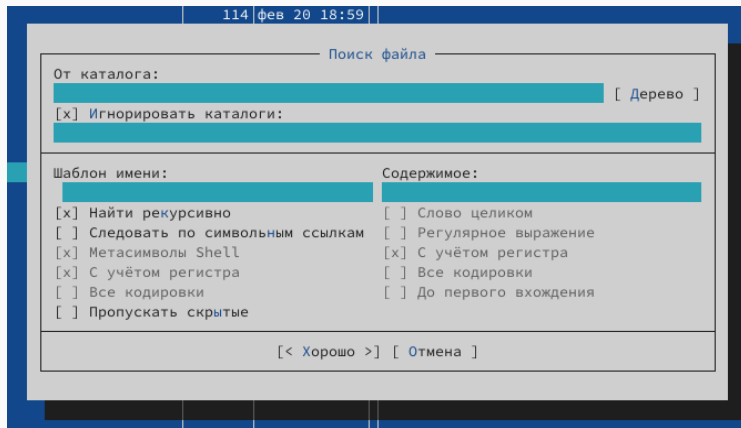 114 фев 20 18:59
Поиск файла
От каталога:
[ Дерево ]
[x] Игнорировать каталоги:
Шаблон имени: Содержимое:
[x] Найти рекурсивно [ ] Слово целиком
[ ] Следовать по символьным ссылкам [ ] Регулярное выражение
[x] Метасимволы Shell [x] С учётом регистра
[x] С учётом регистра [ ] Все кодировки
[ ] Все кодировки [ ] До первого вхождения
[ ] Пропускать скрытые
[< Хорошо >] [ Отмена ]